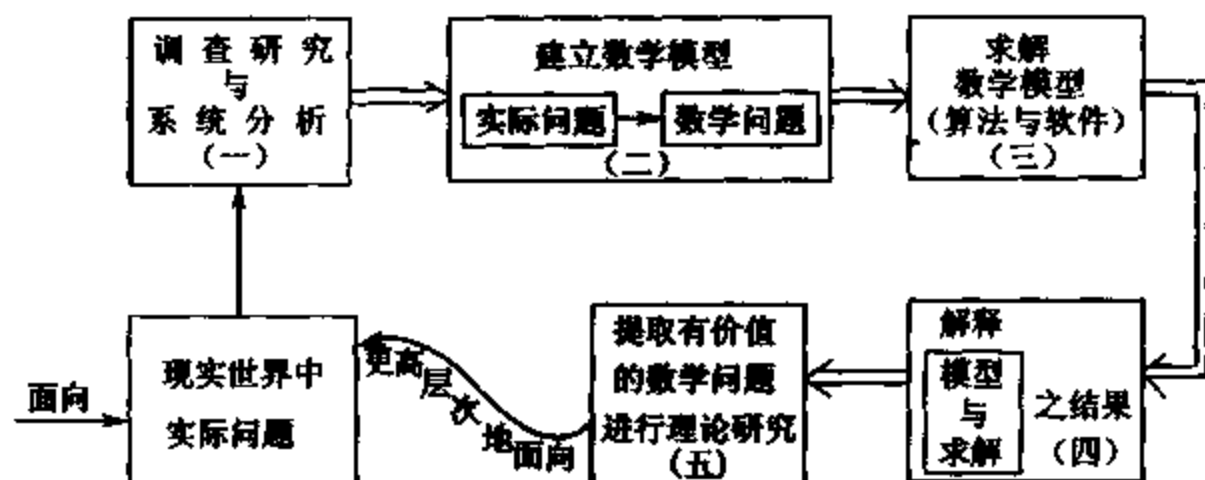 调查研究
与
系统分析
(一)
建立数学模型
实际问题
数学问题
(二)
求解
数学模型
(算法与软件)
(三)
面向
现实世界中
实际问题
更高层次地面向
提取有价值
的数学问题
进行理论研究
(五)
解释
模型
与
求解
之结果
(四)